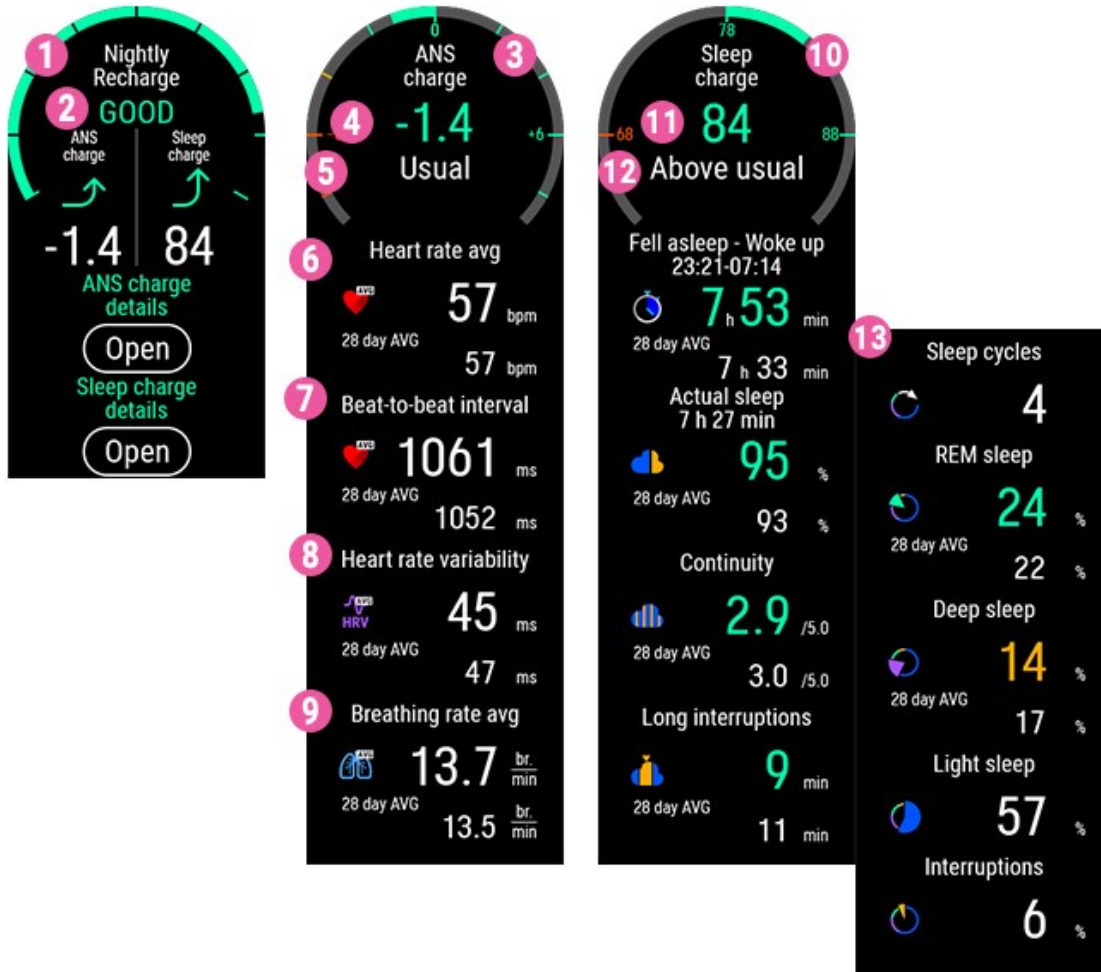 1
Nightly
Recharge
2
GOOD
ANS
charge
Sleep
charge
-1.4
84
ANS charge
details
Open
Sleep charge
details
Open
0
3
ANS
charge
4
-1.4
+6
5
Usual
6
Heart rate avg
AVG
57 bpm
28 day AVG
57 bpm
7
Beat-to-beat interval
AVG
1061 ms
28 day AVG
1052 ms
8
Heart rate variability
AVG
HRV
45 ms
28 day AVG
47 ms
9
Breathing rate avg
AVG
13.7 br.
min
28 day AVG
13.5 br.
min
78
10
Sleep
charge
11
68
84
88
12
Above usual
Fell asleep - Woke up
23:21-07:14
7 h 53 min
28 day AVG
7 h 33 min
Actual sleep
7 h 27 min
95 %
28 day AVG
93 %
Continuity
2.9 /5.0
28 day AVG
3.0 /5.0
Long interruptions
9 min
28 day AVG
11 min
13
Sleep cycles
4
REM sleep
24 %
28 day AVG
22 %
Deep sleep
14 %
28 day AVG
17 %
Light sleep
57 %
Interruptions
6 %